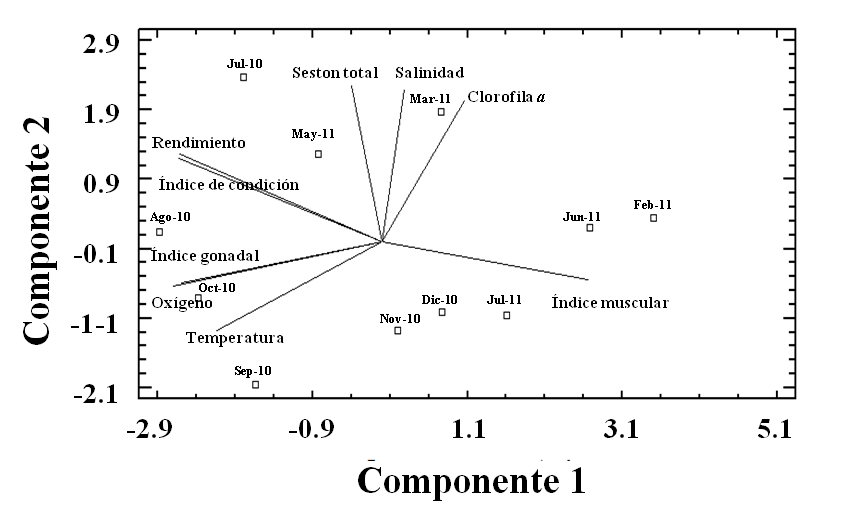 2.9
Jul-10
Seston total
Salinidad
Mar-11
Clorofila a
1.9
May-11
Rendimiento
0.9
Índice de condición
Ago-10
Jun-11
Feb-11
-0.1
Índice gonadal
Oct-10
Oxigeno
Dic-10
Jul-11
Índice muscular
-1-1
Nov-10
Temperatura
Sep-10
-2.1
-2.9
-0.9
1.1
3.1
5.1
Componente 1
Componente 2